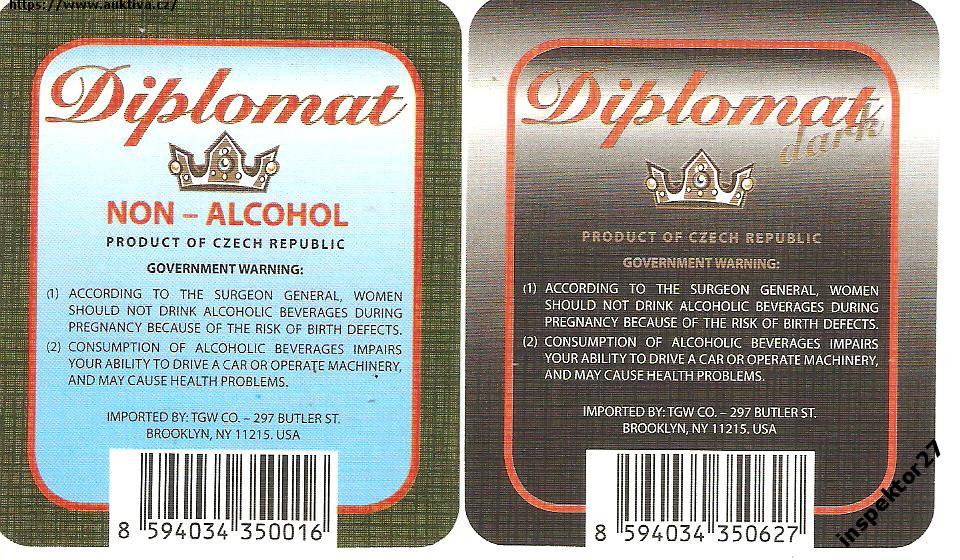 https://www.auktiva.cz/
Diplomat
NON – ALCOHOL
PRODUCT OF CZECH REPUBLIC
GOVERNMENT WARNING:
(1) ACCORDING TO THE SURGEON GENERAL, WOMEN
SHOULD NOT DRINK ALCOHOLIC BEVERAGES DURING
PREGNANCY BECAUSE OF THE RISK OF BIRTH DEFECTS.
(2) CONSUMPTION OF ALCOHOLIC BEVERAGES IMPAIRS
YOUR ABILITY TO DRIVE A CAR OR OPERATE MACHINERY,
AND MAY CAUSE HEALTH PROBLEMS.
IMPORTED BY: TGW CO. – 297 BUTLER ST.
BROOKLYN, NY 11215. USA
8 594034 350016
Diplomat
dark
PRODUCT OF CZECH REPUBLIC
GOVERNMENT WARNING:
(1) ACCORDING TO THE SURGEON GENERAL, WOMEN
SHOULD NOT DRINK ALCOHOLIC BEVERAGES DURING
PREGNANCY BECAUSE OF THE RISK OF BIRTH DEFECTS.
(2) CONSUMPTION OF ALCOHOLIC BEVERAGES IMPAIRS
YOUR ABILITY TO DRIVE A CAR OR OPERATE MACHINERY,
AND MAY CAUSE HEALTH PROBLEMS.
IMPORTED BY: TGW CO. – 297 BUTLER ST.
BROOKLYN, NY 11215. USA
8 594034 350627
inspektor27